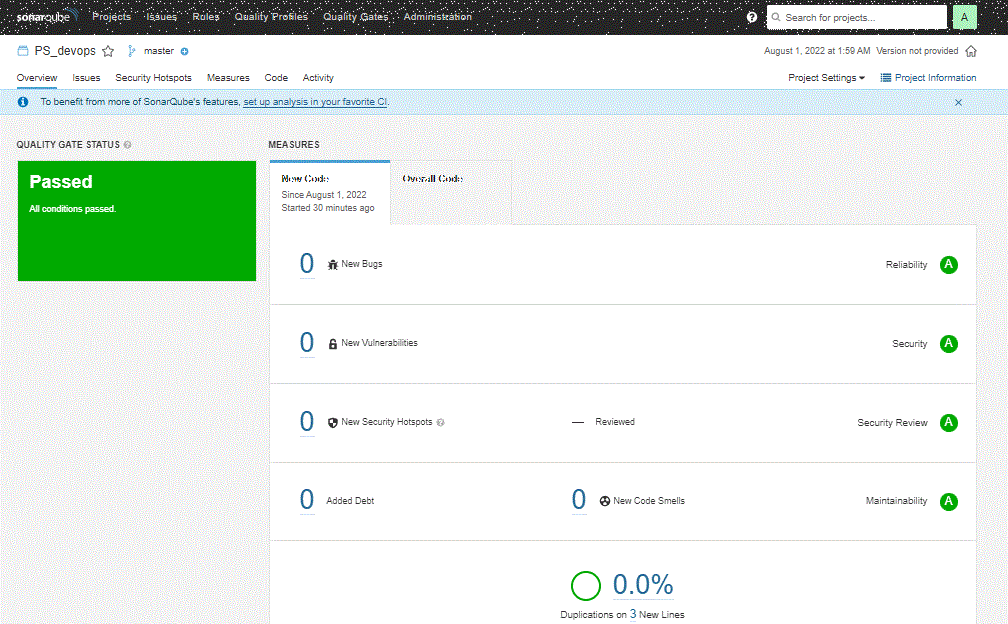 sonarqube Projects Issues Rules Quality Profiles Quality Gates Administration ? Search for projects... A
PS_devops master August 1, 2022 at 1:59 AM Version not provided
Overview Issues Security Hotspots Measures Code Activity Project Settings Project Information
To benefit from more of SonarQube's features, set up analysis in your favorite CI.
QUALITY GATE STATUS ?
MEASURES
Passed
All conditions passed.
New Code
Since August 1, 2022
Started 30 minutes ago
Overall Code
0 New Bugs Reliability A
0 New Vulnerabilities Security A
0 New Security Hotspots ? — Reviewed Security Review A
0 Added Debt 0 New Code Smells Maintainability A
0.0%
Duplications on 3 New Lines